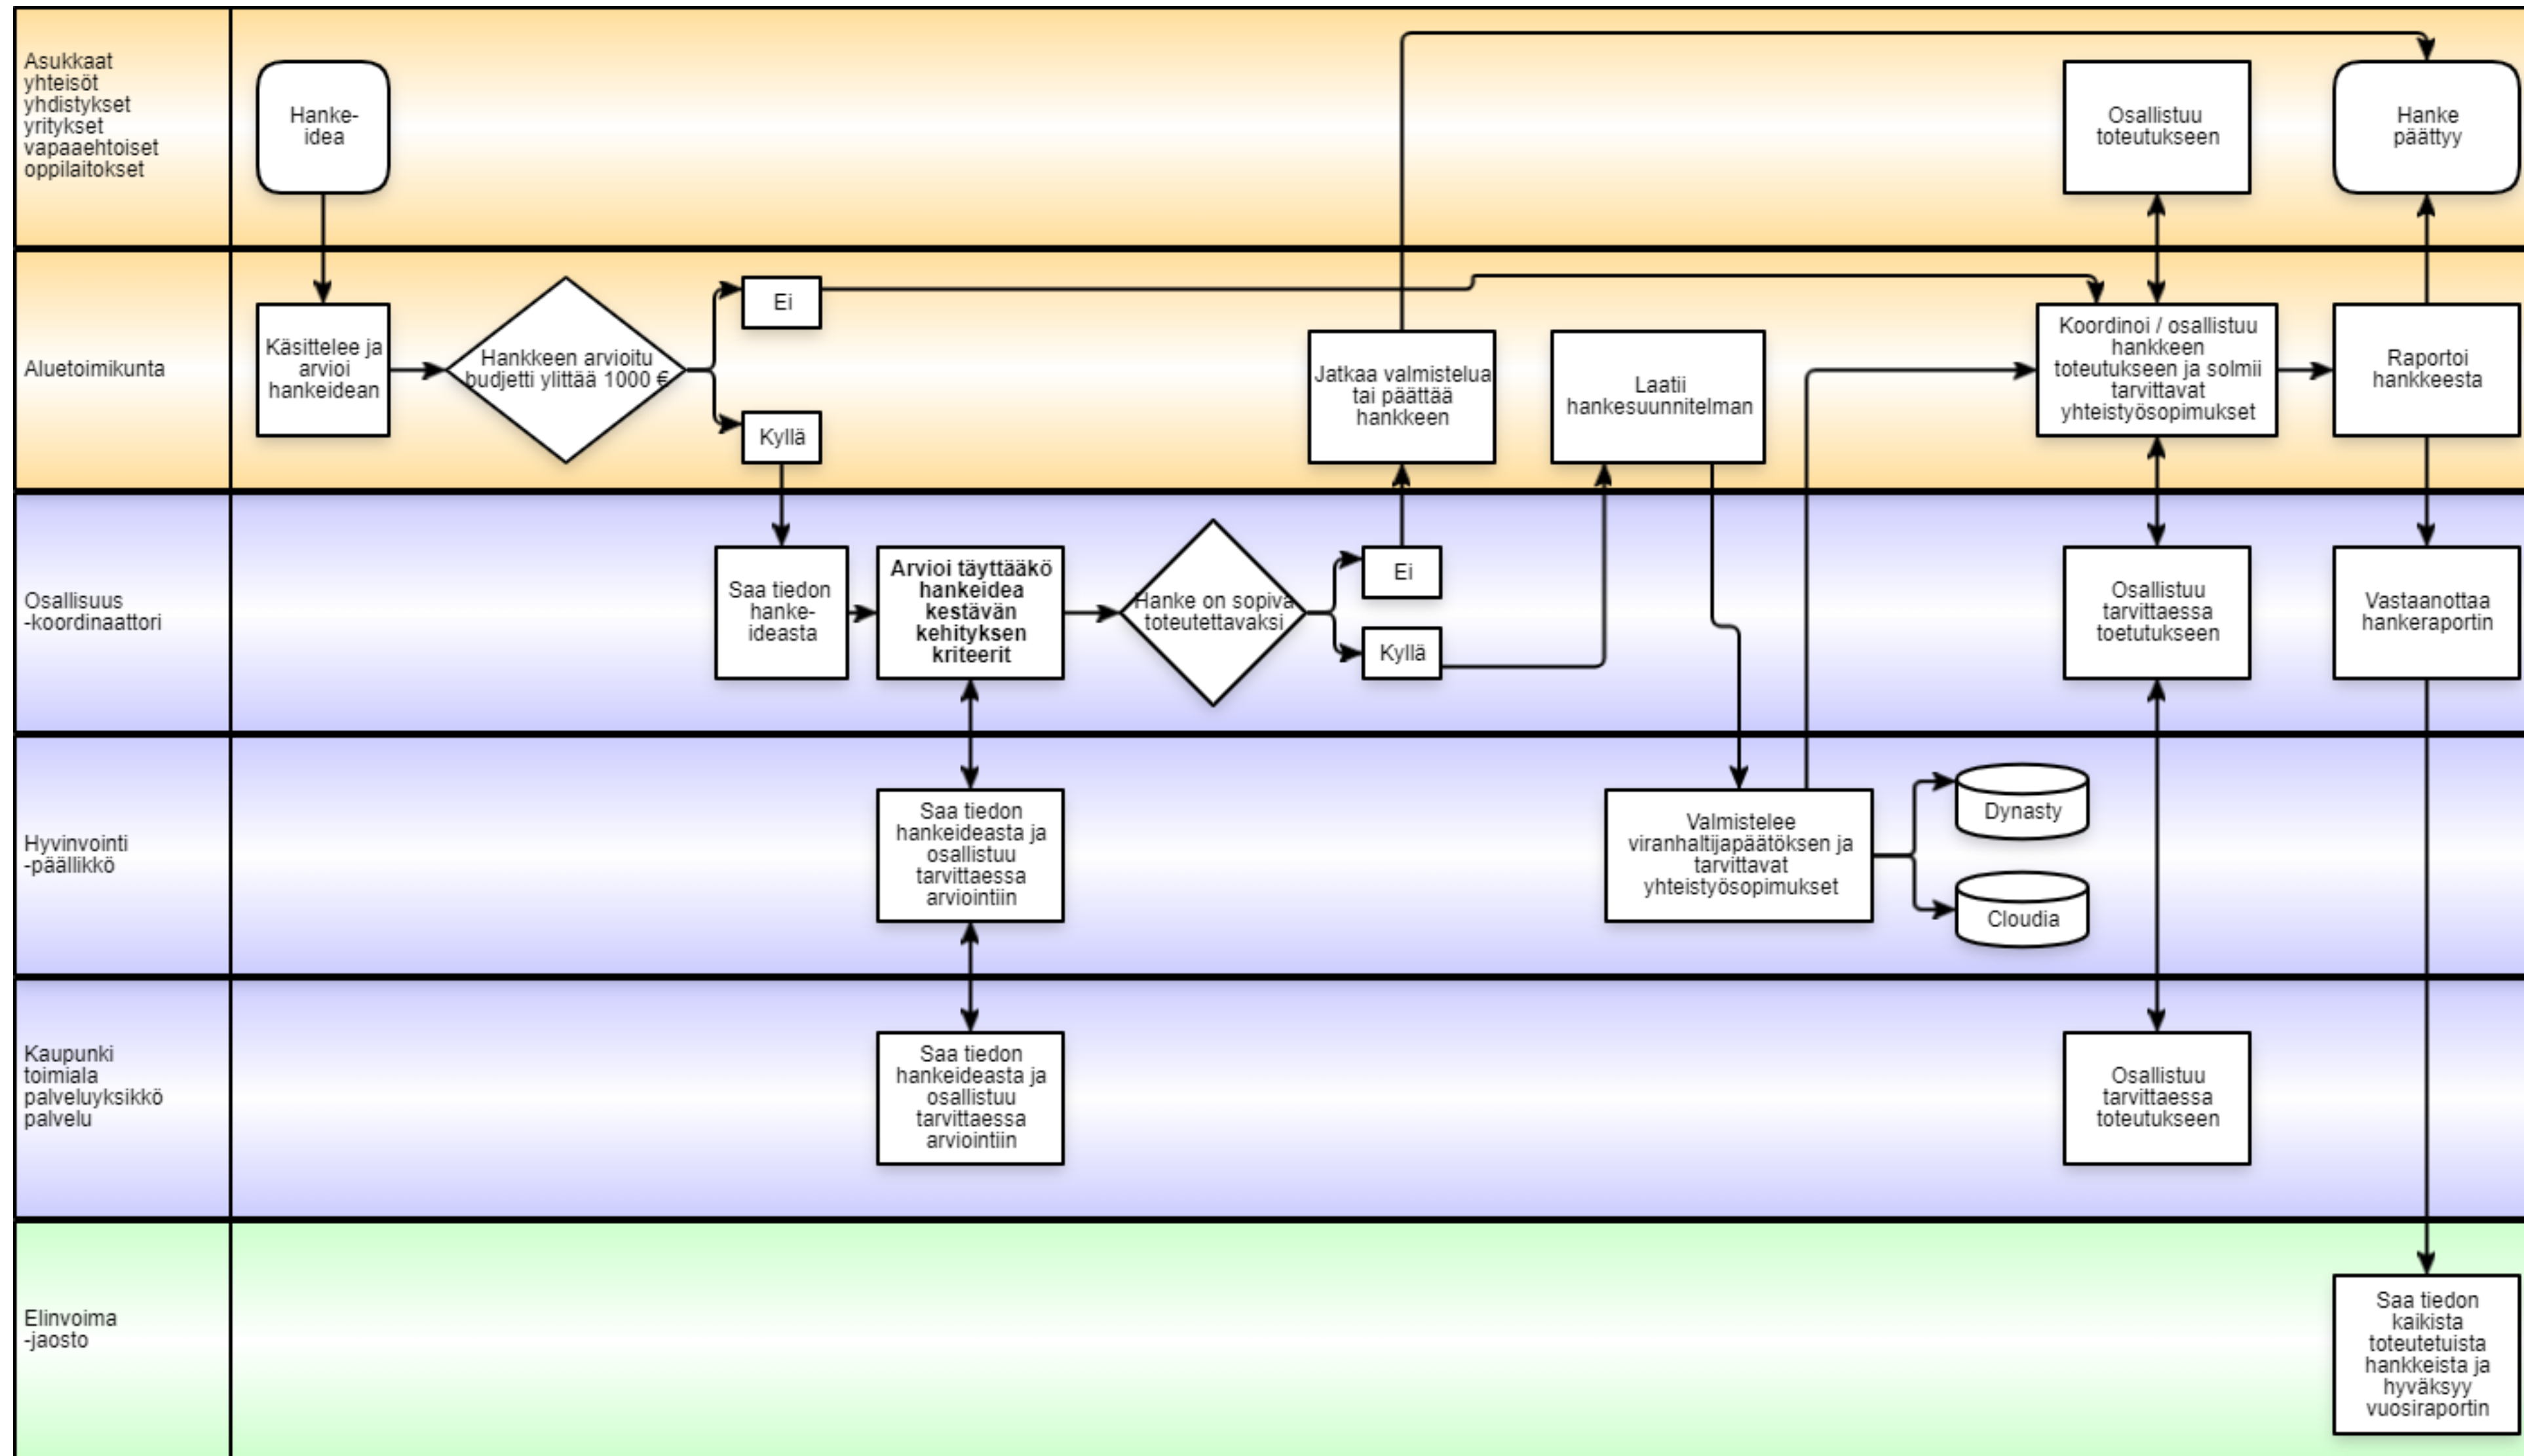 Asukkaat
yhteisöt
yhdistykset
yritykset
vapaaehtoiset
oppilaitokset
Hanke-
idea
Osallistuu
toteutukseen
Hanke
päättyy
Aluetoimikunta
Käsittelee ja
arvioi
hankeidean
Hankkeen arvioitu
budjetti ylittää 1000 €
Ei
Kyllä
Jatkaa valmistelua
tai päättää
hankkeen
Laatii
hankesuunnitelman
Koordinoi / osallistuu
hankkeen
toteutukseen ja solmii
tarvittavat
yhteistyösopimukset
Raportoi
hankkeesta
Osallisuus
-koordinaattori
Saa tiedon
hanke-
ideasta
Arvioi täyttääkö
hankeidea
kestävän
kehityksen
kriteerit
Hanke on sopiva
toteutettavaksi
Ei
Kyllä
Osallistuu
tarvittaessa
toetutukseen
Vastaanottaa
hankeraportin
Hyvinvointi
-päällikkö
Saa tiedon
hankeideasta ja
osallistuu
tarvittaessa
arviointiin
Valmistelee
viranhaltijapäätöksen ja
tarvittavat
yhteistyösopimukset
Dynasty
Cloudia
Kaupunki
toimiala
palveluyksikkö
palvelu
Saa tiedon
hankeideasta ja
osallistuu
tarvittaessa
arviointiin
Osallistuu
tarvittaessa
toteutukseen
Elinvoima
-jaosto
Saa tiedon
kaikista
toteutetuista
hankkeista ja
hyväksyy
vuosiraportin